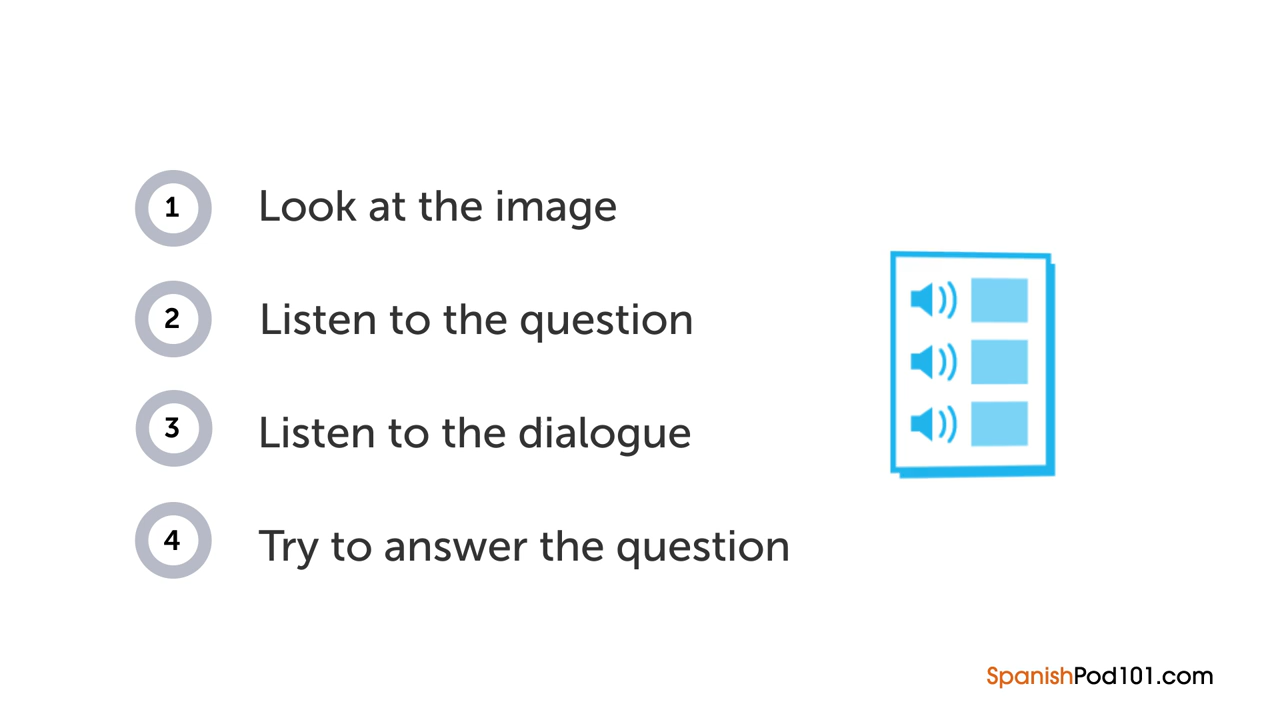 1 Look at the image
2 Listen to the question
3 Listen to the dialogue
4 Try to answer the question
SpanishPod101.com